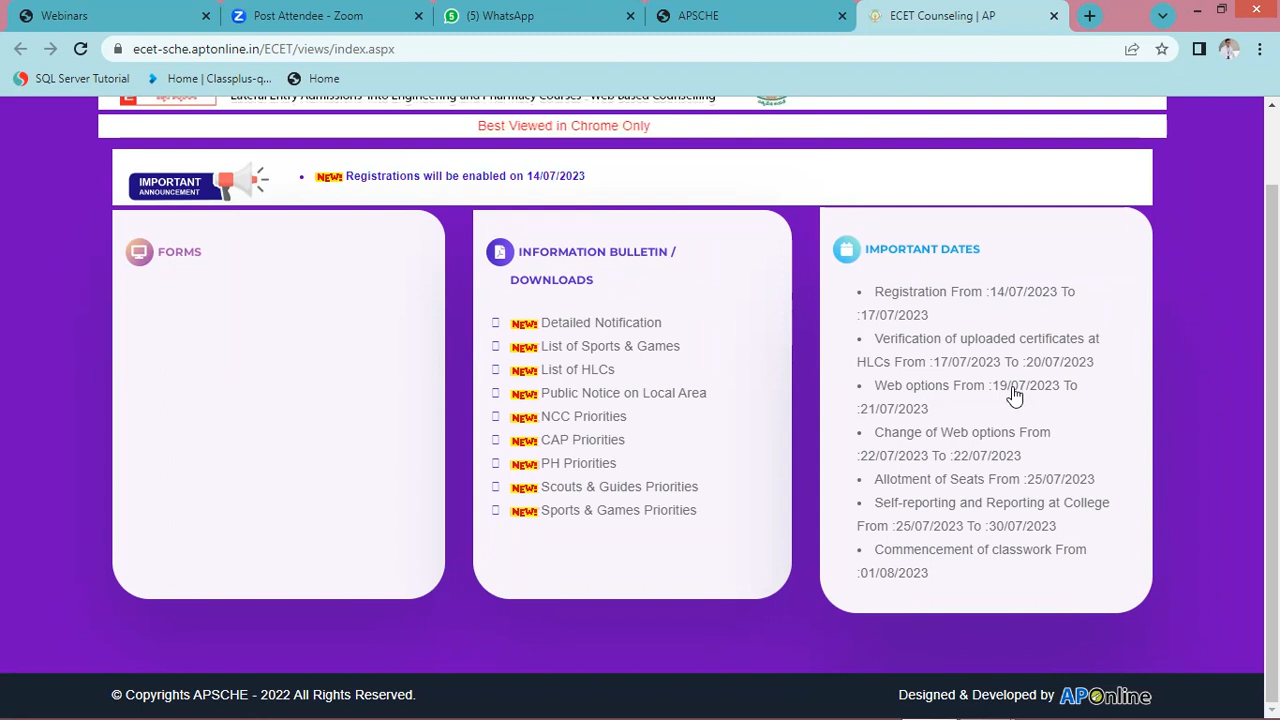 Webinars
Post Attendee - Zoom
(5) WhatsApp
APSCHE
ECET Counseling | AP
ecet-sche.aptonline.in/ECET/views/index.aspx
SQL Server Tutorial
Home | Classplus-q...
Home
Lateral Entry Admissions into Engineering and Pharmacy Courses - Web Based Counselling
Best Viewed in Chrome Only
IMPORTANT
ANNOUNCEMENT
• NEW! Registrations will be enabled on 14/07/2023
FORMS
INFORMATION BULLETIN /
DOWNLOADS
NEW! Detailed Notification
NEW! List of Sports & Games
NEW! List of HLCs
NEW! Public Notice on Local Area
NEW! NCC Priorities
NEW! CAP Priorities
NEW! PH Priorities
NEW! Scouts & Guides Priorities
NEW! Sports & Games Priorities
IMPORTANT DATES
• Registration From :14/07/2023 To
:17/07/2023
• Verification of uploaded certificates at
HLCs From :17/07/2023 To :20/07/2023
• Web options From :19/07/2023 To
:21/07/2023
• Change of Web options From
:22/07/2023 To :22/07/2023
• Allotment of Seats From :25/07/2023
• Self-reporting and Reporting at College
From :25/07/2023 To :30/07/2023
• Commencement of classwork From
:01/08/2023
© Copyrights APSCHE - 2022 All Rights Reserved.
Designed & Developed by APOnline